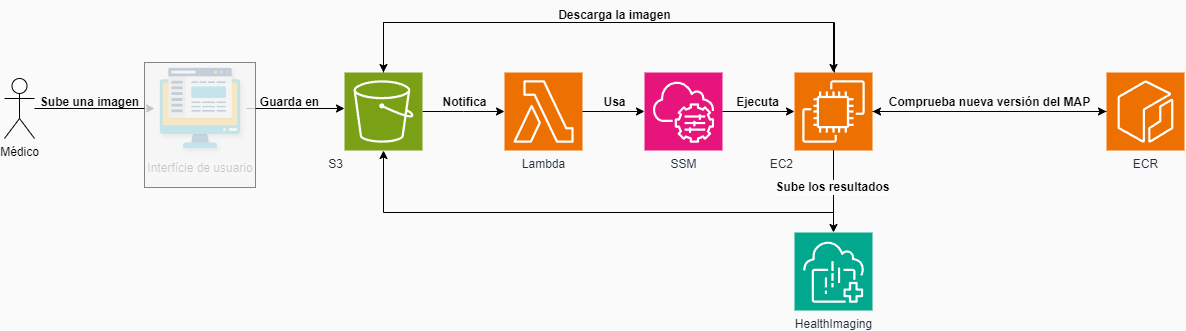 Descarga la imagen
Sube una imagen
Guarda en
Notifica
Usa
Ejecuta
Comprueba nueva versión del MAP
Médico
Interfície de usuario
S3
Lambda
SSM
EC2
ECR
Sube los resultados
HealthImaging